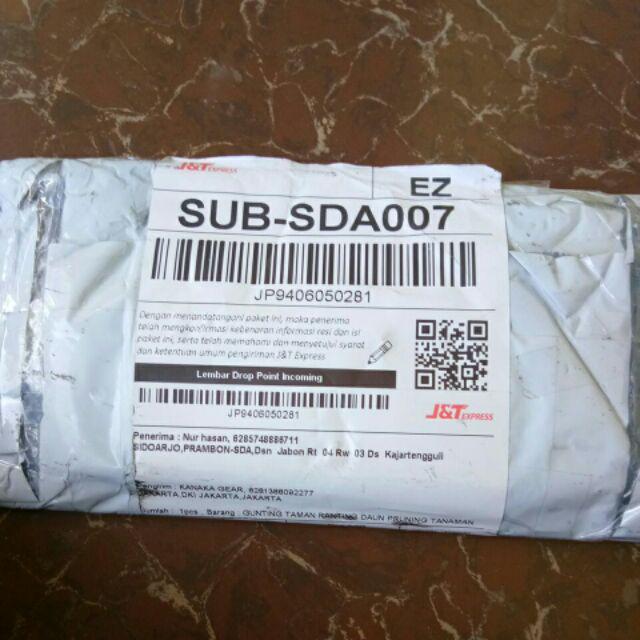 J&T EXPRESS
EZ
SUB-SDA007
JP9406050281
Dengan menandatangani paket ini, maka penerima
telah mengkonfirmasi kebenaran informasi resi dan isi
paket ini, serta telah memahami dan menyetujui syarat
dan ketentuan umum pengiriman J&T Express
Lembar Drop Point Incoming
JP9406050281
J&T EXPRESS
Penerima : Nur hasan, 6285748886711
SIDOARJO,PRAMBON-SDA,Dsn Jabon Rt 04 Rw 03 Ds Kajartengguli
KANAKA GEAR, 6281386092277
JAKARTA,DKI JAKARTA,JAKARTA
Jumlah : 1pcs, Barang : GUNTING TAMAN RANTING DAUN PRUNING TANAMAN